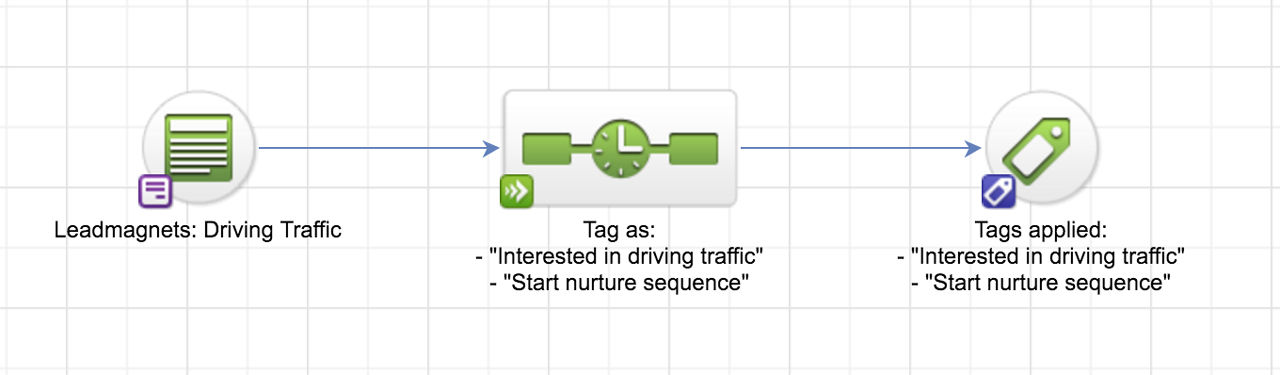 Leadmagnets: Driving Traffic
Tag as:
- "Interested in driving traffic"
- "Start nurture sequence"
Tags applied:
- "Interested in driving traffic"
- "Start nurture sequence"